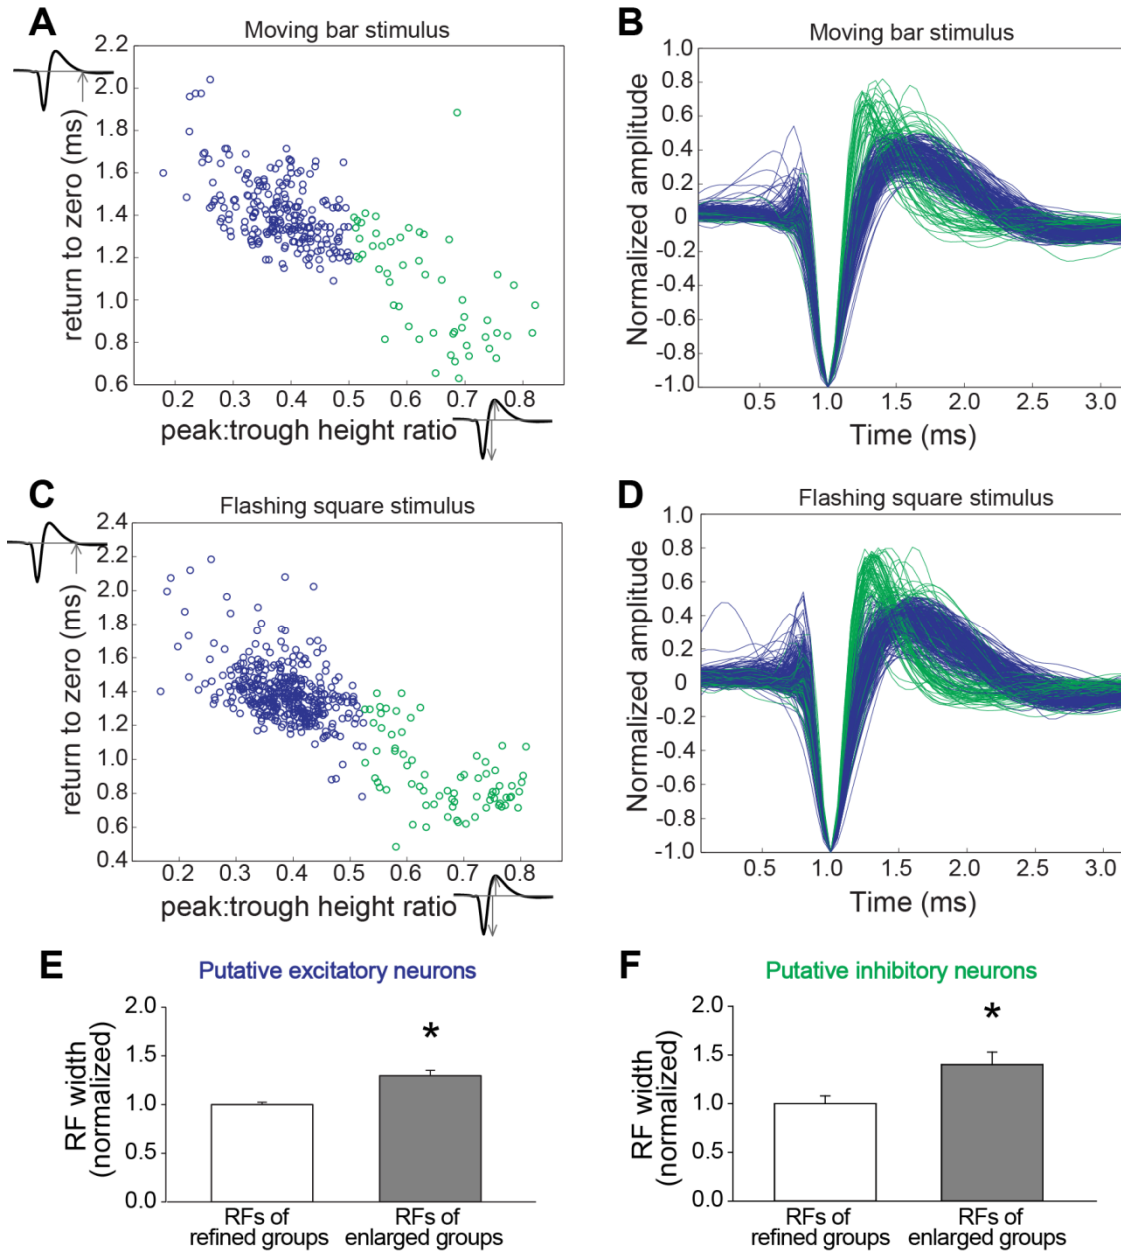 A
Moving bar stimulus
2.2
2.0
1.8
1.6
1.4
1.2
1.0
0.8
0.6
return to zero (ms)
0.2 0.3 0.4 0.5 0.6 0.7 0.8
peak:trough height ratio
B
Moving bar stimulus
1.0
0.8
0.6
0.4
0.2
0
-0.2
-0.4
-0.6
-0.8
-1.0
Normalized amplitude
0.5 1.0 1.5 2.0 2.5 3.0
Time (ms)
C
Flashing square stimulus
2.4
2.2
2.0
1.8
1.6
1.4
1.2
1.0
0.8
0.6
0.4
return to zero (ms)
0.2 0.3 0.4 0.5 0.6 0.7 0.8
peak:trough height ratio
D
Flashing square stimulus
1.0
0.8
0.6
0.4
0.2
0
-0.2
-0.4
-0.6
-0.8
-1.0
Normalized amplitude
0.5 1.0 1.5 2.0 2.5 3.0
Time (ms)
E
Putative excitatory neurons
2.0
1.5
1.0
0.5
0.0
RF width
(normalized)
*
RFs of
refined groups
RFs of
enlarged groups
F
Putative inhibitory neurons
2.0
1.5
1.0
0.5
0.0
RF width
(normalized)
*
RFs of
refined groups
RFs of
enlarged groups